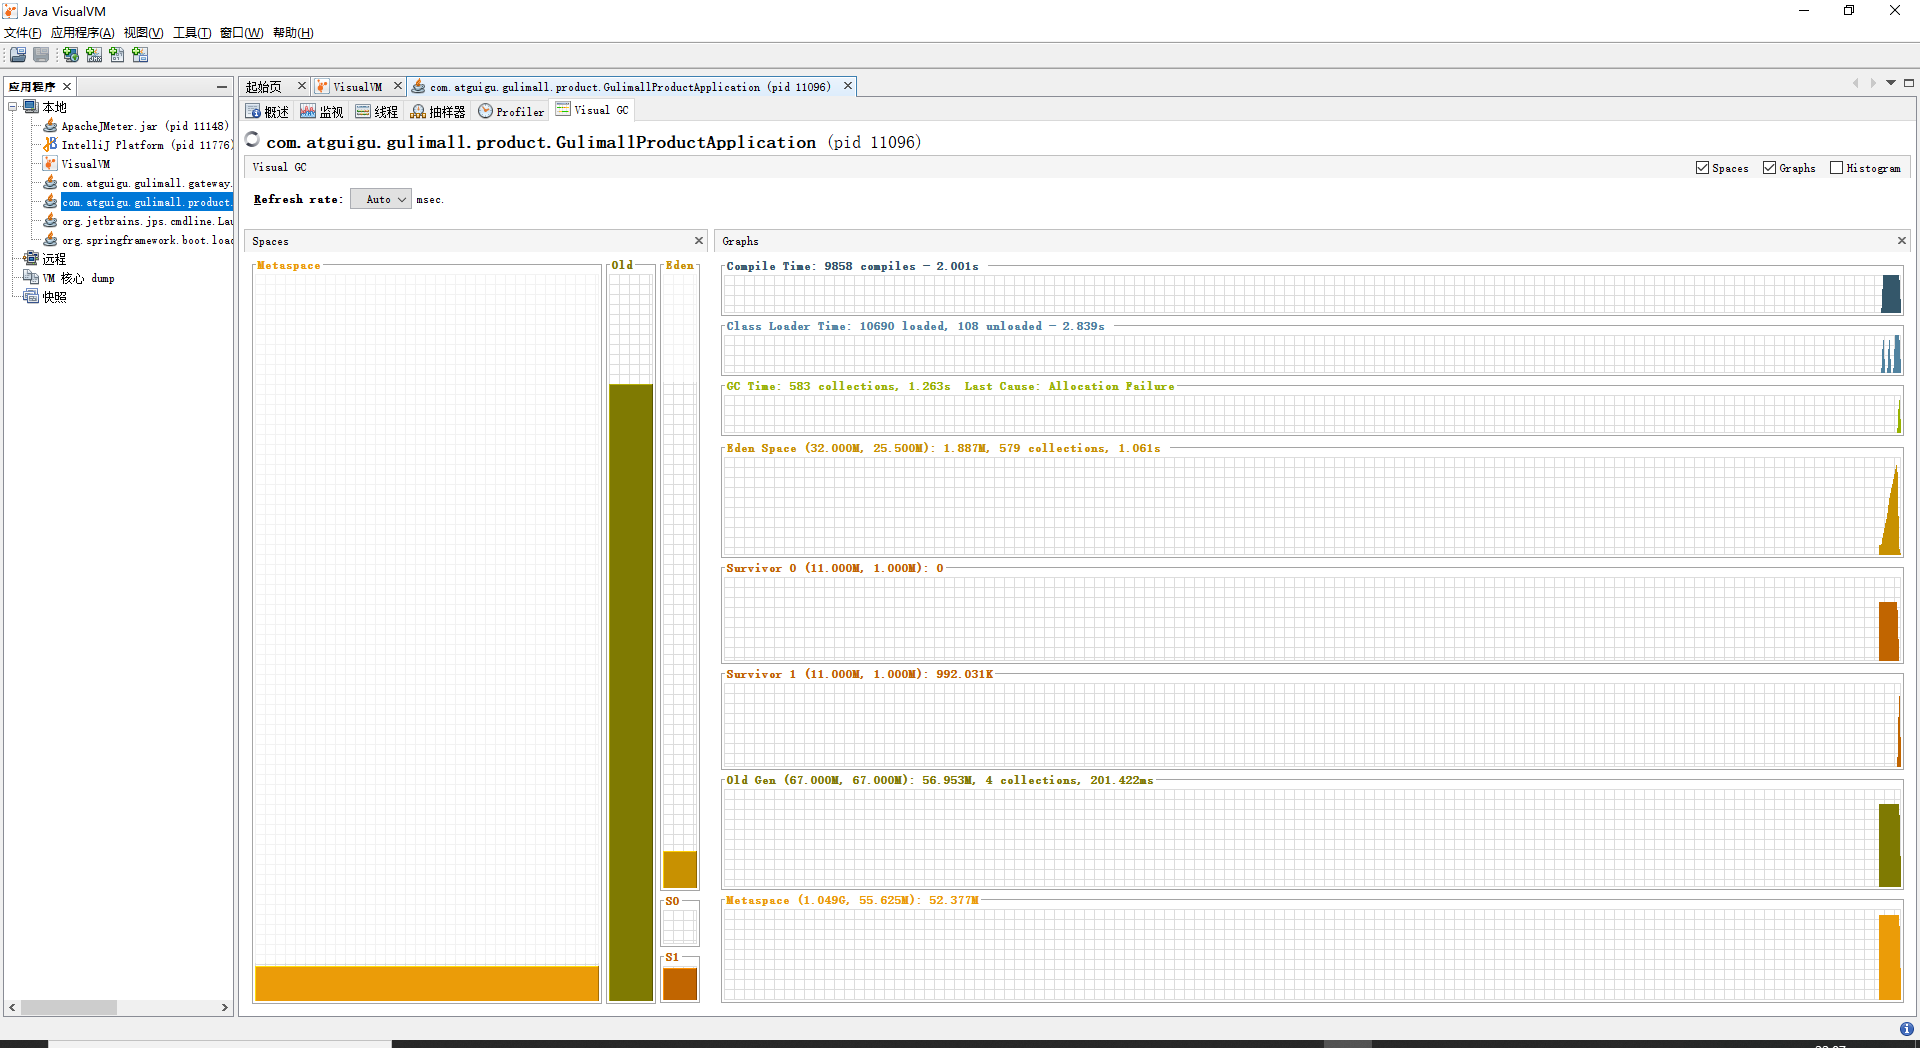 Java VisualVM
文件(F) 应用程序(A) 视图(V) 工具(T) 窗口(W) 帮助(H)
应用程序
本地
ApacheJMeter.jar (pid 11148)
IntelliJ Platform (pid 11776)
VisualVM
com.atguigu.gulimall.gateway.
com.atguigu.gulimall.product.
org.jetbrains.jps.cmdline.Lau
org.springframework.boot.load
远程
VM 核心 dump
快照
起始页 VisualVM com.atguigu.gulimall.product.GulimallProductApplication (pid 11096)
概述 监视 线程 抽样器 Profiler Visual GC
com.atguigu.gulimall.product.GulimallProductApplication (pid 11096)
Visual GC Spaces Graphs Histogram
Refresh rate: Auto msec.
Spaces
Metaspace Old Eden
S0
S1
Graphs
Compile Time: 9858 compiles - 2.001s
Class Loader Time: 10690 loaded, 108 unloaded - 2.839s
GC Time: 583 collections, 1.263s Last Cause: Allocation Failure
Eden Space (32.000M, 25.500M): 1.887M, 579 collections, 1.061s
Survivor 0 (11.000M, 1.000M): 0
Survivor 1 (11.000M, 1.000M): 992.031K
Old Gen (67.000M, 67.000M): 56.953M, 4 collections, 201.422ms
Metaspace (1.049G, 55.625M): 52.377M